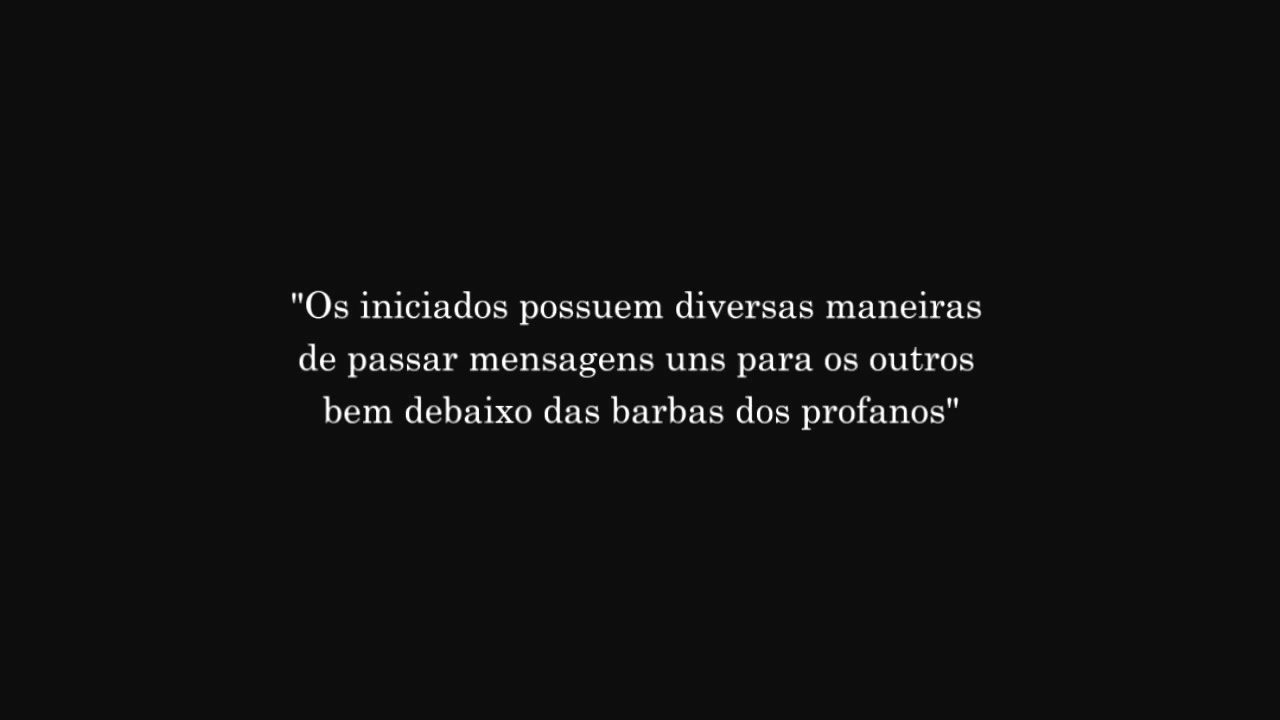 "Os iniciados possuem diversas maneiras
de passar mensagens uns para os outros
bem debaixo das barbas dos profanos"